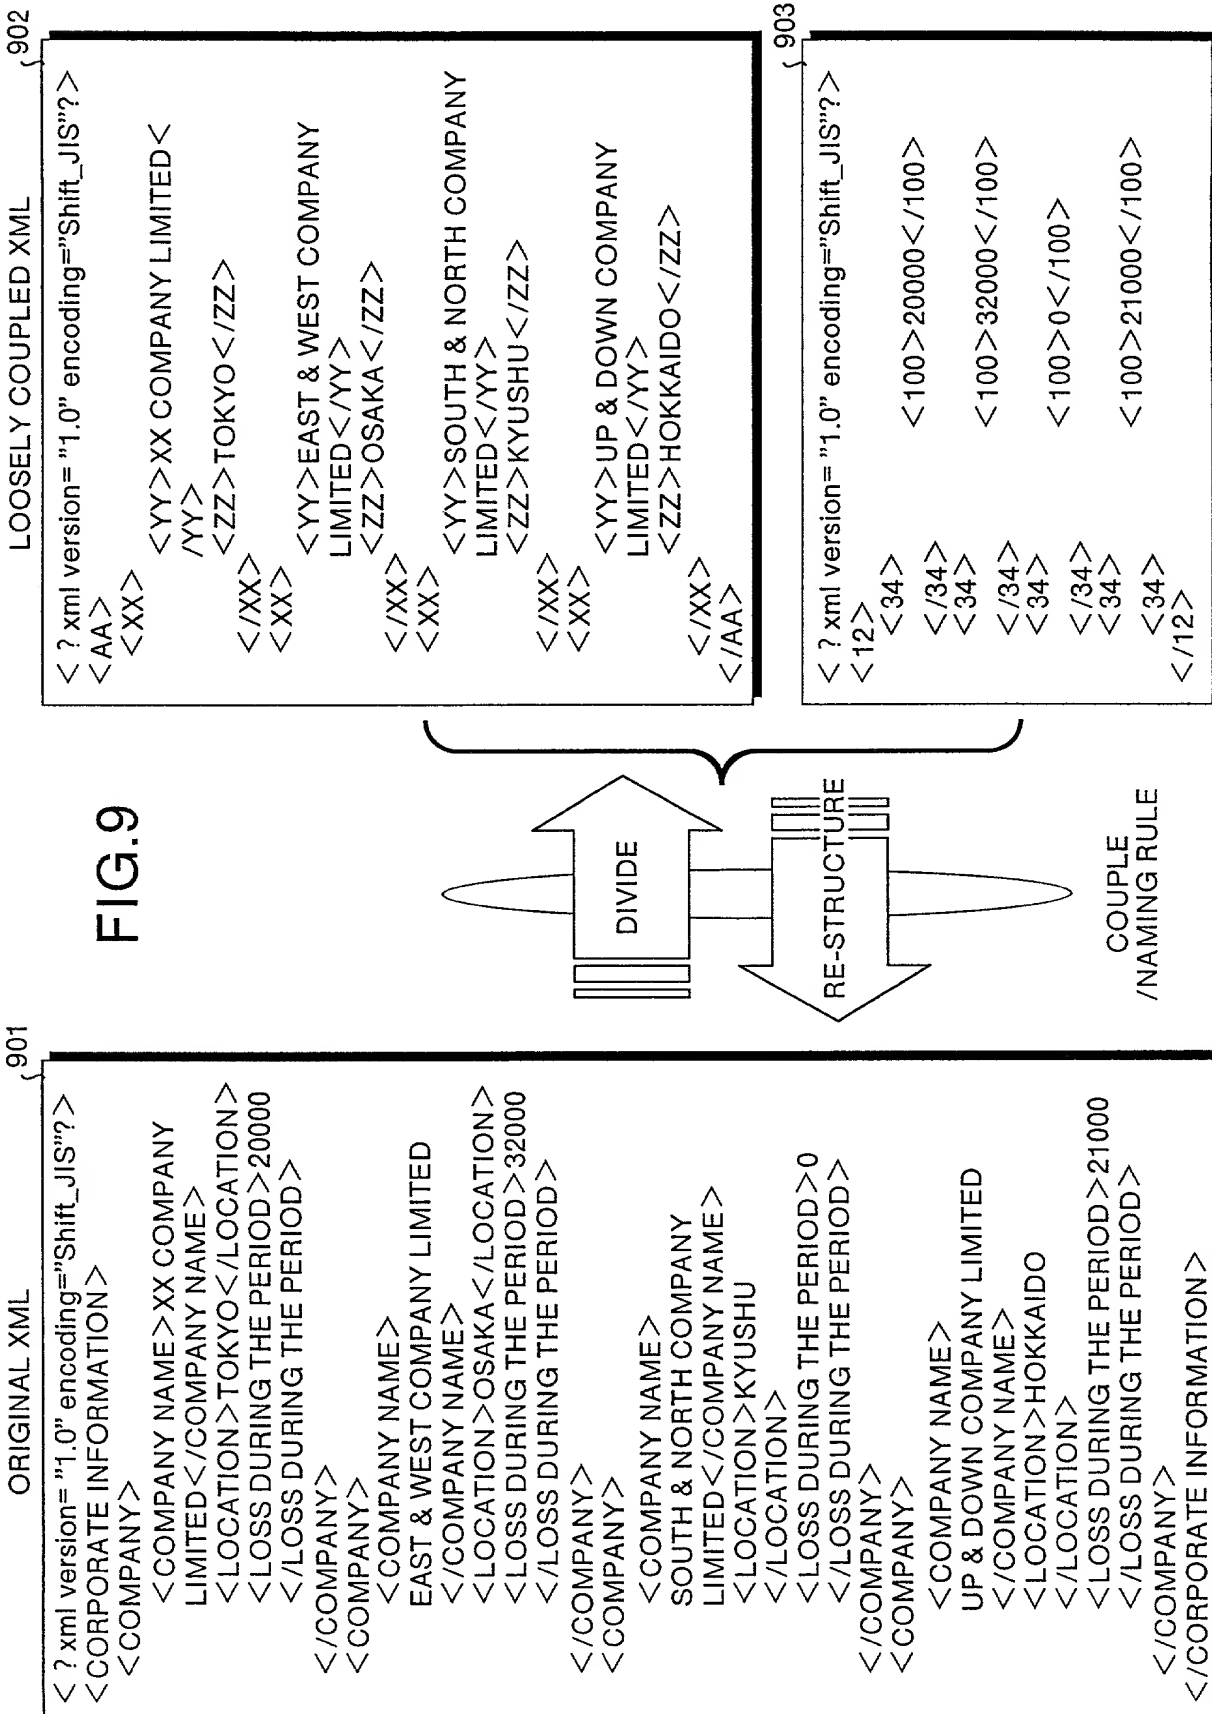 FIG.9
ORIGINAL XML
901
< ? xml version= "1.0" encoding="Shift_JIS"? >
<CORPORATE INFORMATION>
<COMPANY>
<COMPANY NAME>XX COMPANY
LIMITED</COMPANY NAME>
<LOCATION>TOKYO</LOCATION>
<LOSS DURING THE PERIOD>20000
</LOSS DURING THE PERIOD>
</COMPANY>
<COMPANY>
<COMPANY NAME>
EAST & WEST COMPANY LIMITED
</COMPANY NAME>
<LOCATION>OSAKA</LOCATION>
<LOSS DURING THE PERIOD>32000
</LOSS DURING THE PERIOD>
</COMPANY>
<COMPANY>
<COMPANY NAME>
SOUTH & NORTH COMPANY
LIMITED</COMPANY NAME>
<LOCATION>KYUSHU
</LOCATION>
<LOSS DURING THE PERIOD>0
</LOSS DURING THE PERIOD>
</COMPANY>
<COMPANY>
<COMPANY NAME>
UP & DOWN COMPANY LIMITED
</COMPANY NAME>
<LOCATION>HOKKAIDO
</LOCATION>
<LOSS DURING THE PERIOD>21000
</LOSS DURING THE PERIOD>
</COMPANY>
</CORPORATE INFORMATION>
DIVIDE
RE-STRUCTURE
COUPLE
/NAMING RULE
LOOSELY COUPLED XML
902
< ? xml version= "1.0" encoding="Shift_JIS"? >
<AA>
<XX>
<YY>XX COMPANY LIMITED<
/YY>
<ZZ>TOKYO</ZZ>
</XX>
<XX>
<YY>EAST & WEST COMPANY
LIMITED</YY>
<ZZ>OSAKA</ZZ>
</XX>
<XX>
<YY>SOUTH & NORTH COMPANY
LIMITED</YY>
<ZZ>KYUSHU</ZZ>
</XX>
<XX>
<YY>UP & DOWN COMPANY
LIMITED</YY>
<ZZ>HOKKAIDO</ZZ>
</XX>
</AA>
903
< ? xml version= "1.0" encoding="Shift_JIS"? >
<12>
<34>
<100>20000</100>
</34>
<34>
<100>32000</100>
</34>
<34>
<100>0</100>
</34>
<34>
<100>21000</100>
<34>
</12>